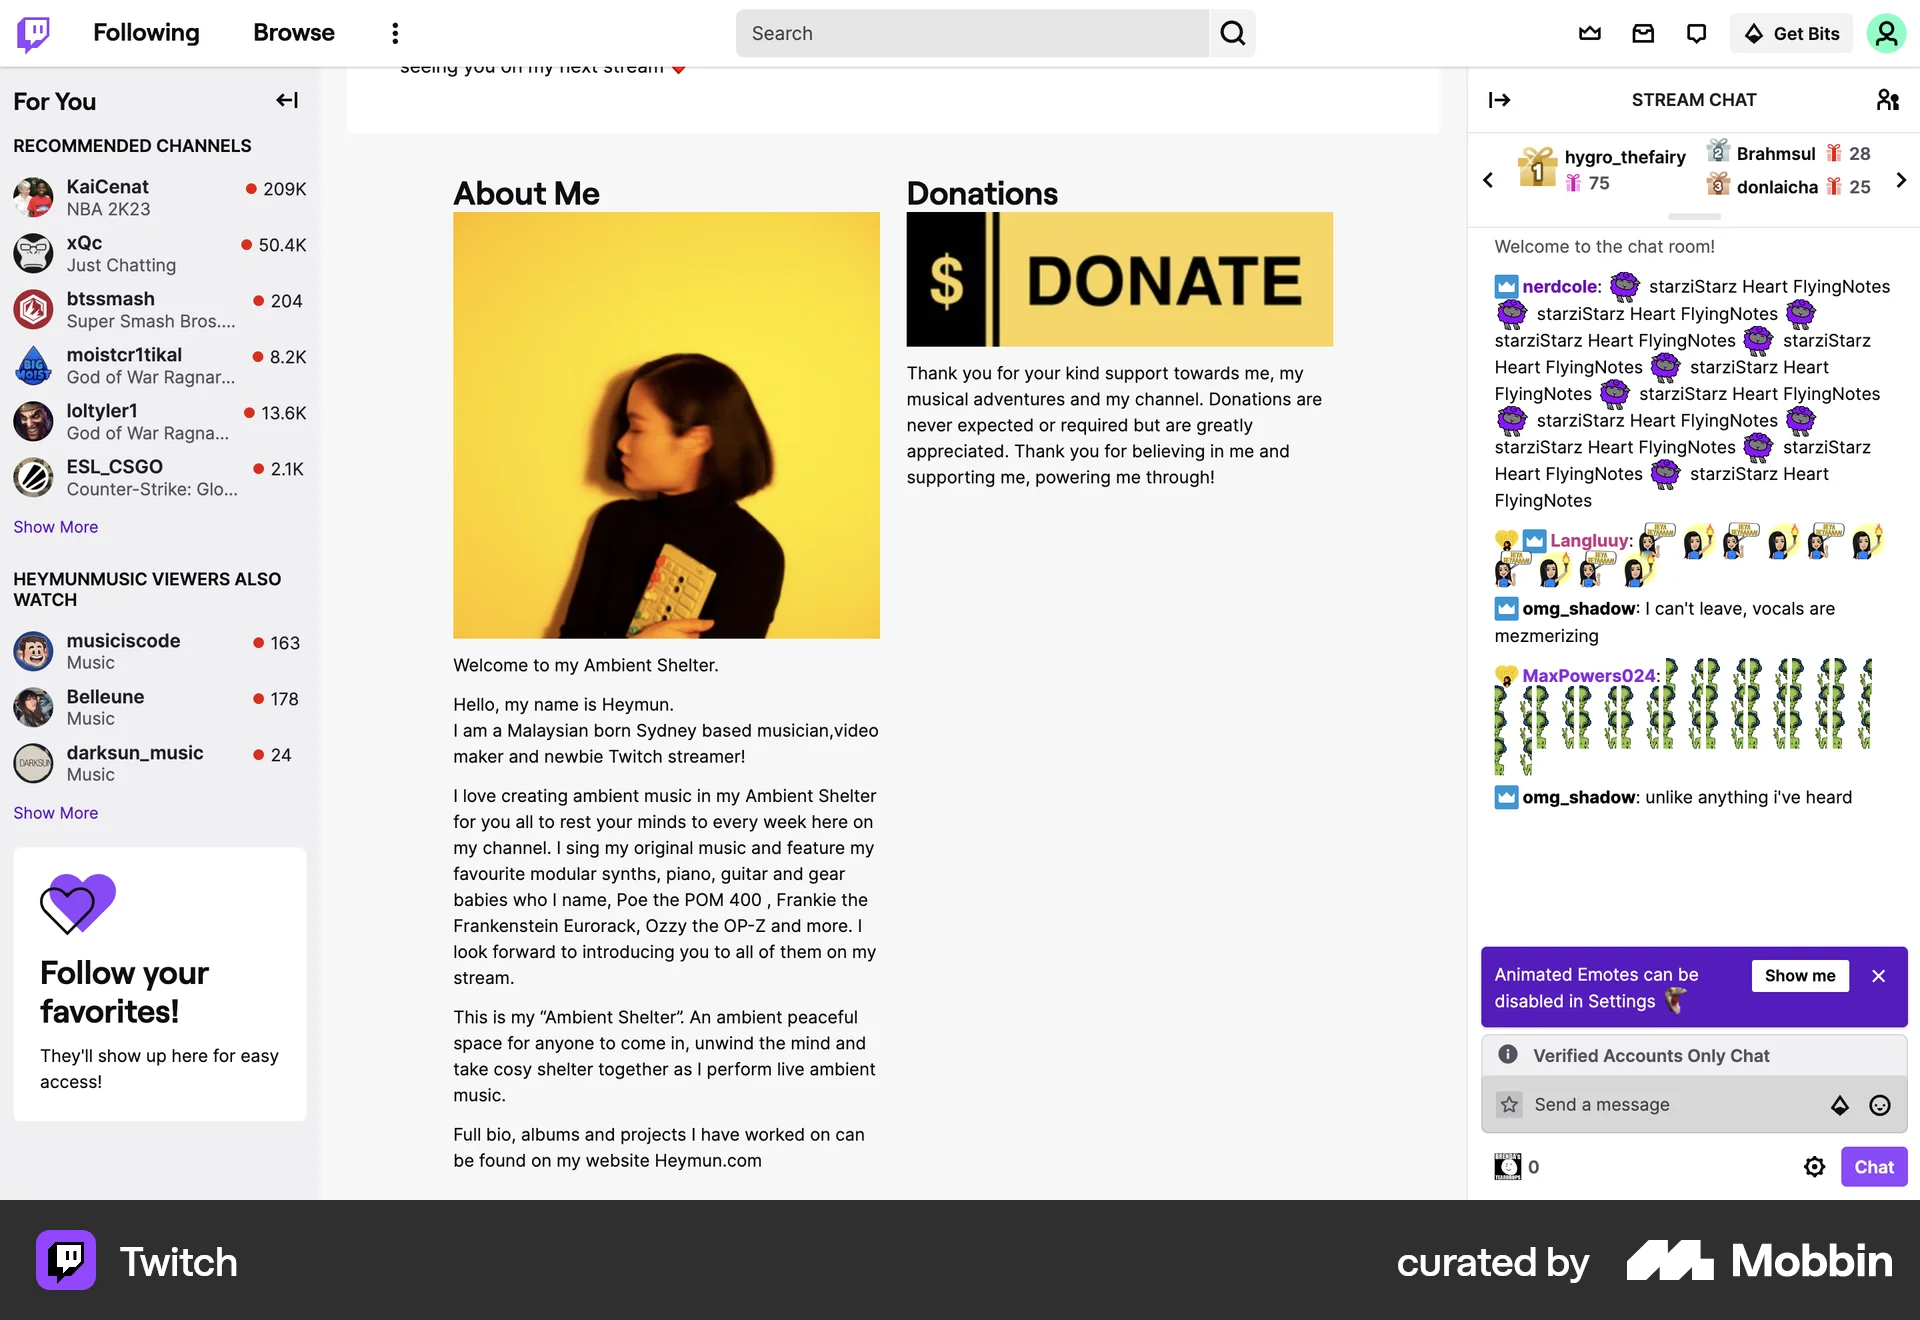 Following
Browse
Search
Get Bits
seeing you on my next stream
For You
RECOMMENDED CHANNELS
KaiCenat
209K
NBA 2K23
xQc
50.4K
Just Chatting
btssmash
204
Super Smash Bros....
moistcr1tikal
8.2K
God of War Ragnar...
BIG
MOIST
loltyler1
13.6K
God of War Ragna...
ESL_CSGO
2.1K
Counter-Strike: Glo...
Show More
HEYMUNMUSIC VIEWERS ALSO
WATCH
musiciscode
163
Music
Belleune
178
Music
darksun_music
24
Music
DARKSUN
Show More
Follow your
favorites!
They'll show up here for easy
access!
About Me
Welcome to my Ambient Shelter.
Hello, my name is Heymun.
I am a Malaysian born Sydney based musician,video
maker and newbie Twitch streamer!
I love creating ambient music in my Ambient Shelter
for you all to rest your minds to every week here on
my channel. I sing my original music and feature my
favourite modular synths, piano, guitar and gear
babies who I name, Poe the POM 400 , Frankie the
Frankenstein Eurorack, Ozzy the OP-Z and more. I
look forward to introducing you to all of them on my
stream.
This is my “Ambient Shelter”. An ambient peaceful
space for anyone to come in, unwind the mind and
take cosy shelter together as I perform live ambient
music.
Full bio, albums and projects I have worked on can
be found on my website Heymun.com
Donations
$ DONATE
Thank you for your kind support towards me, my
musical adventures and my channel. Donations are
never expected or required but are greatly
appreciated. Thank you for believing in me and
supporting me, powering me through!
STREAM CHAT
1
hygro_thefairy
75
2
Brahmsul
28
3
donlaicha
25
Welcome to the chat room!
nerdcole: starziStarz Heart FlyingNotes
starziStarz Heart FlyingNotes
starziStarz Heart FlyingNotes starziStarz
Heart FlyingNotes starziStarz Heart
FlyingNotes starziStarz Heart FlyingNotes
starziStarz Heart FlyingNotes
starziStarz Heart FlyingNotes starziStarz
Heart FlyingNotes starziStarz Heart
FlyingNotes
Langluuy:
omg_shadow: I can't leave, vocals are
mezmerizing
MaxPowers024:
omg_shadow: unlike anything i've heard
Animated Emotes can be
disabled in Settings
Show me
Verified Accounts Only Chat
Send a message
0
Chat
Twitch
curated by
Mobbin